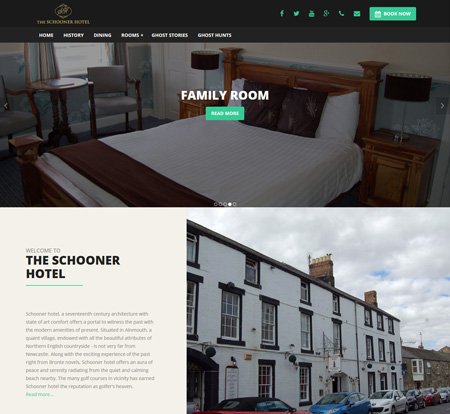 THE SCHOONER HOTEL
BOOK NOW
HOME HISTORY DINING ROOMS GHOST STORIES GHOST HUNTS
FAMILY ROOM
READ MORE
WELCOME TO
THE SCHOONER
HOTEL
Schooner hotel, a seventeenth century architecture with
state of art comfort offers a portal to witness the past with
the modern amenities of present. Situated in Alnmouth, a
quaint village, endowed with all the beautiful attributes of
Northern English countryside - is not very far from
Newcastle. Along with the exciting experience of the past
right from Bronte novels, Schooner hotel offers an aura of
peace and serenity radiating from the quiet and calming
beach nearby. The many golf courses in vicinity has earned
Schooner hotel the reputation as golfer's heaven.
Read more...